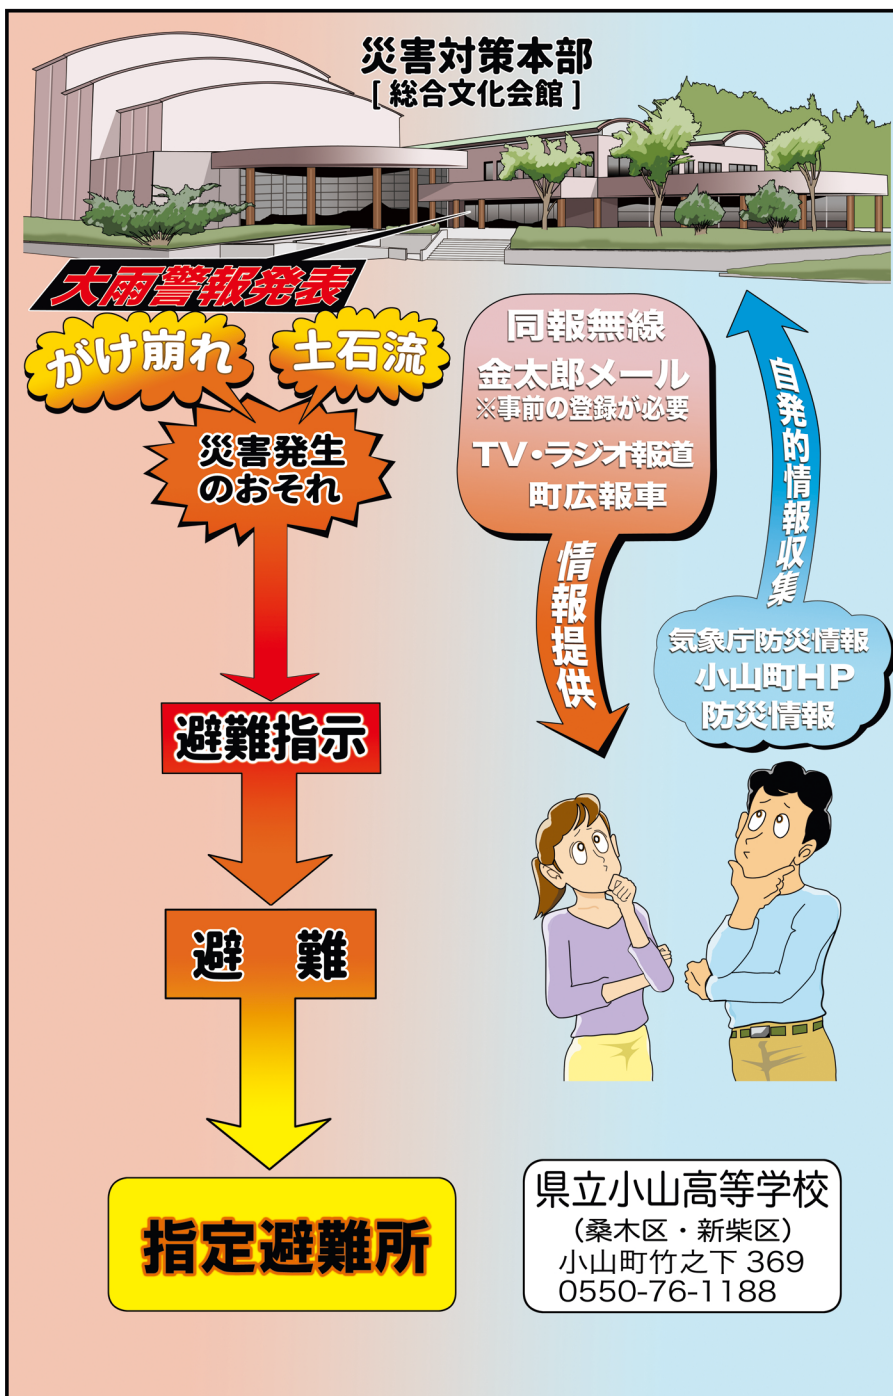 災害対策本部
[ 総合文化会館 ]
大雨警報発表
がけ崩れ
土石流
災害発生
のおそれ
避難指示
避 難
指定避難所
同報無線
金太郎メール
※事前の登録が必要
TV・ラジオ報道
町広報車
情報提供
自発的情報収集
気象庁防災情報
小山町HP
防災情報
県立小山高等学校
(桑木区・新柴区)
小山町竹之下 369
0550-76-1188